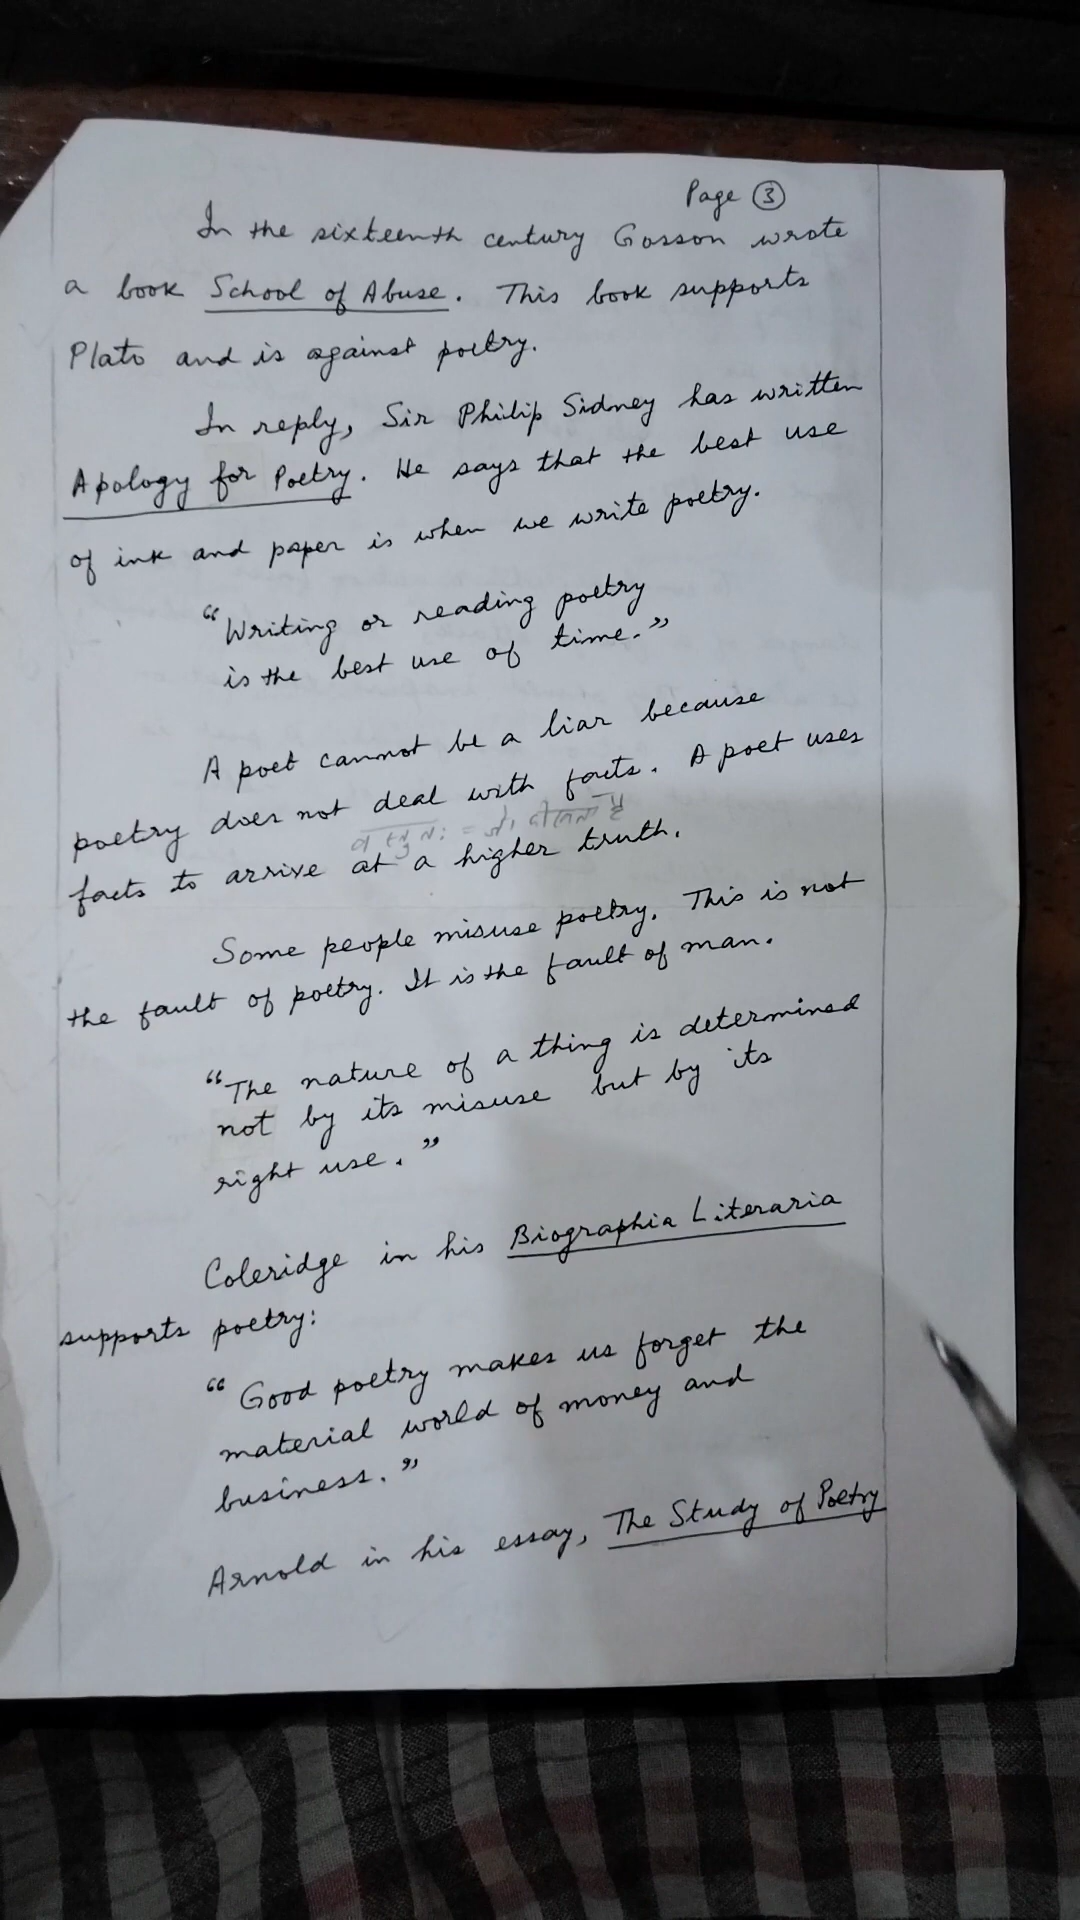 Page 3
In the sixteenth century Gosson wrote
a book School of Abuse. This book supports
Plato and is against poetry.
In reply, Sir Philip Sidney has written
Apology for Poetry. He says that the best use
of ink and paper is when we write poetry.
“Writing or reading poetry
is the best use of time.”
A poet cannot be a liar because
poetry does not deal with facts. A poet uses
facts to arrive at a higher truth.
Some people misuse poetry. This is not
the fault of poetry. It is the fault of man.
“The nature of a thing is determined
not by its misuse but by its
right use.”
Coleridge in his Biographia Literaria
supports poetry:
“Good poetry makes us forget the
material world of money and
business.”
Arnold in his essay, The Study of Poetry